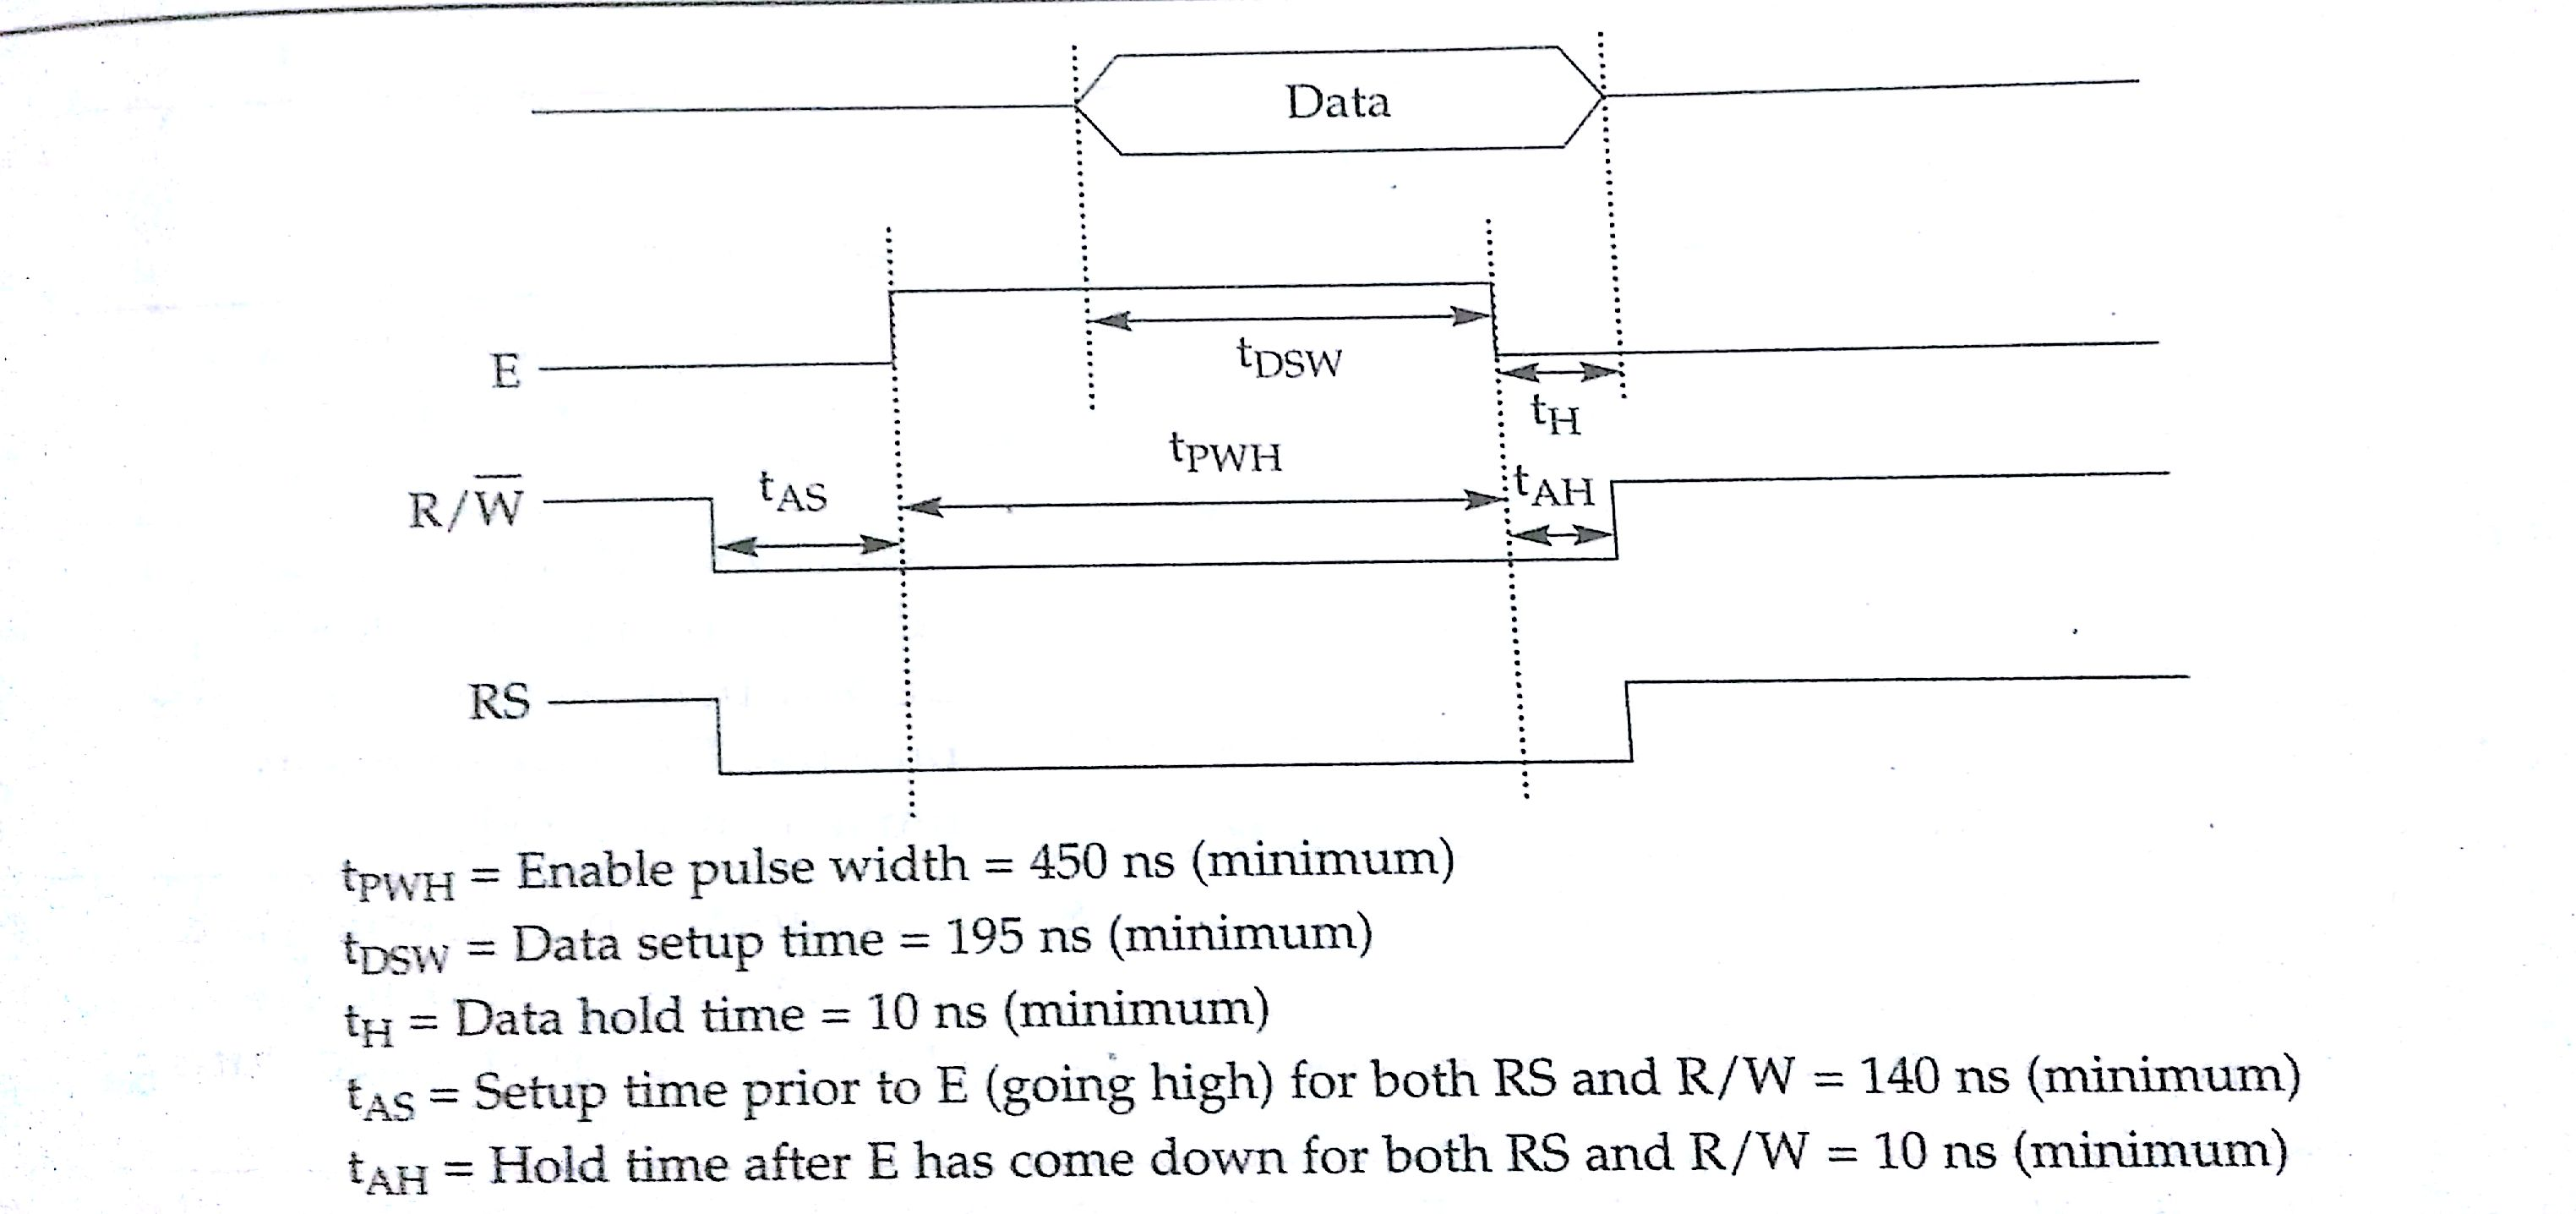 Data
E
tDSW
tH
tPWH
R/W̅
tAS
tAH
RS
tPWH = Enable pulse width = 450 ns (minimum)
tDSW = Data setup time = 195 ns (minimum)
tH = Data hold time = 10 ns (minimum)
tAS = Setup time prior to E (going high) for both RS and R/W = 140 ns (minimum)
tAH = Hold time after E has come down for both RS and R/W = 10 ns (minimum)